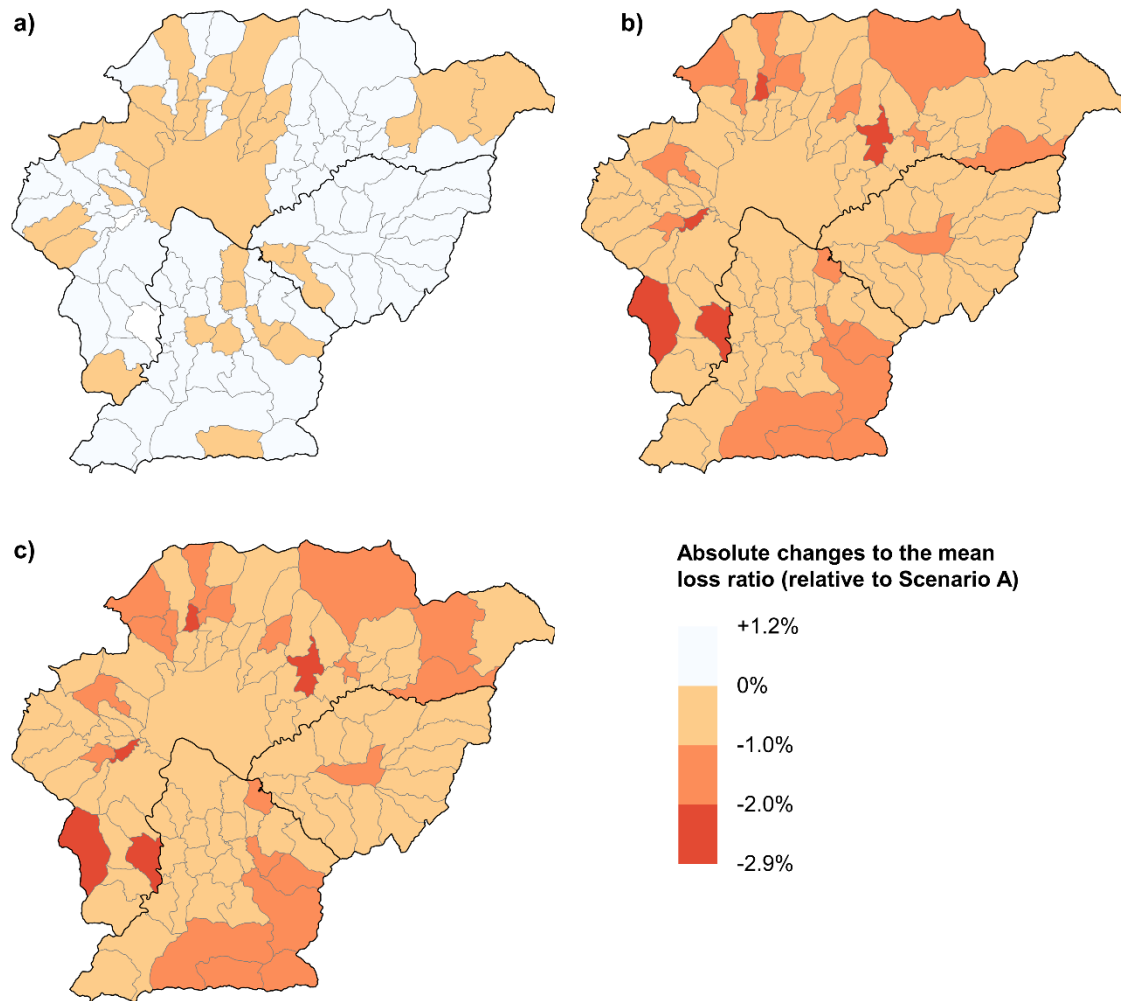 a)
b)
c)
Absolute changes to the mean
loss ratio (relative to Scenario A)
+1.2%
0%
-1.0%
-2.0%
-2.9%